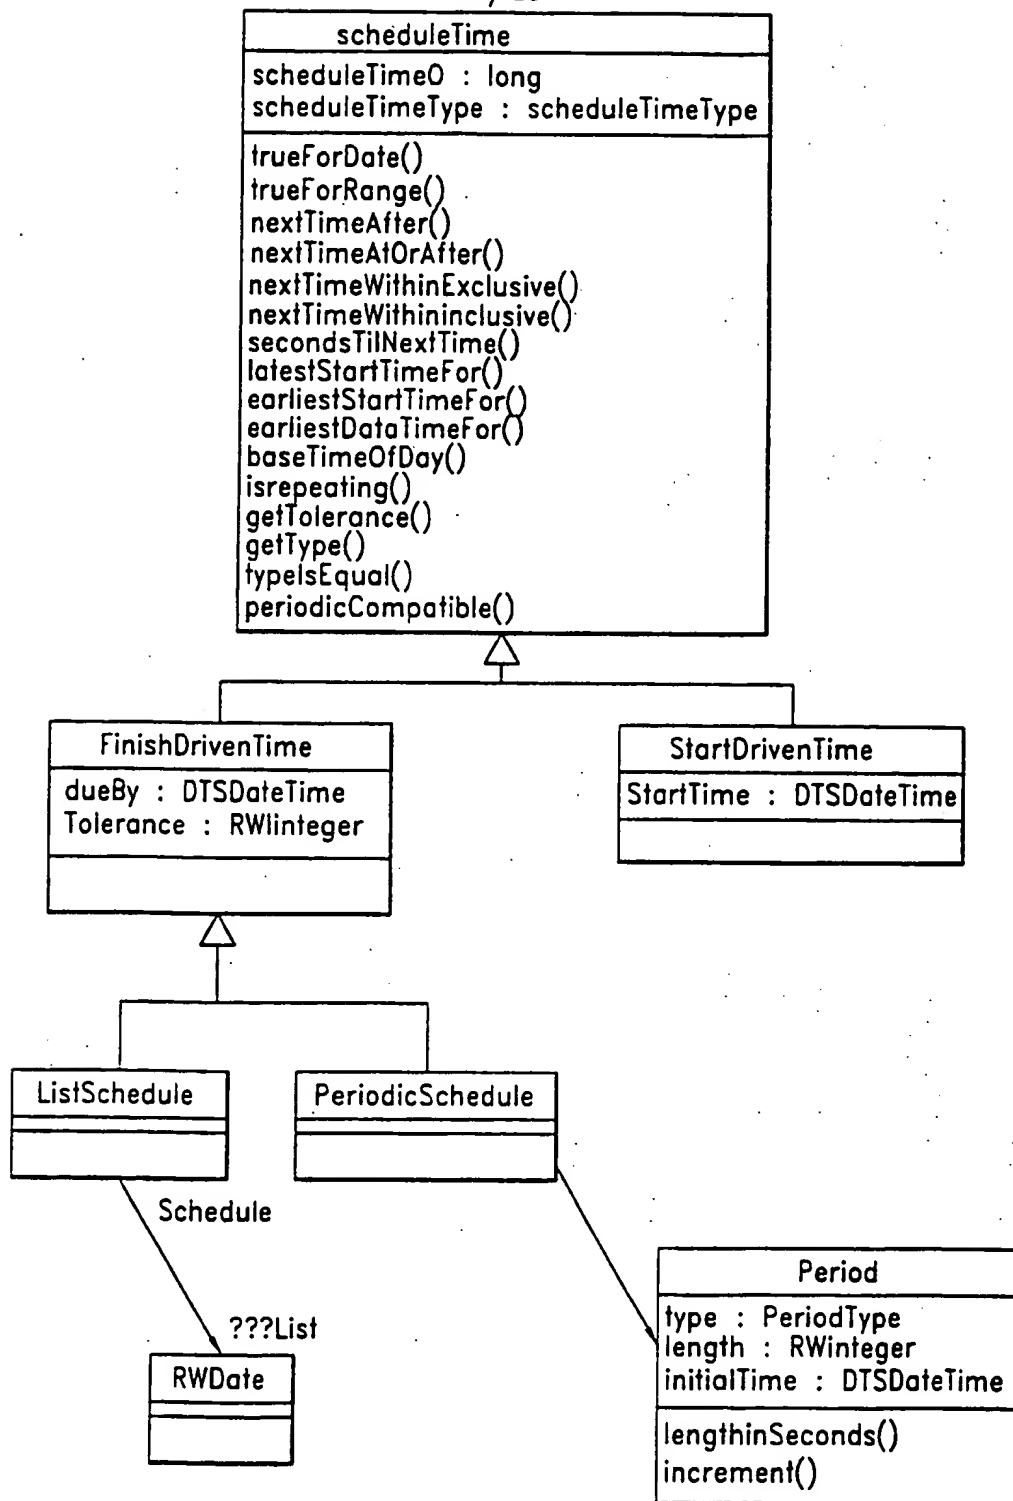 scheduleTime
scheduleTimeO : long
scheduleTimeType : scheduleTimeType
trueForDate()
trueForRange()
nextTimeAfter()
nextTimeAtOrAfter()
nextTimeWithinExclusive()
nextTimeWithininclusive()
secondsTilNextTime()
latestStartTimeFor()
earliestStartTimeFor()
earliestDataTimeFor()
baseTimeOfDay()
isrepeating()
getTolerance()
getType()
typeIsEqual()
periodicCompatible()
FinishDrivenTime
dueBy : DTSDateTime
Tolerance : RWlinteger
StartDrivenTime
StartTime : DTSDateTime
ListSchedule
PeriodicSchedule
Schedule
???List
RWDate
Period
type : PeriodType
length : RWinteger
initialTime : DTSDateTime
lengthinSeconds()
increment()